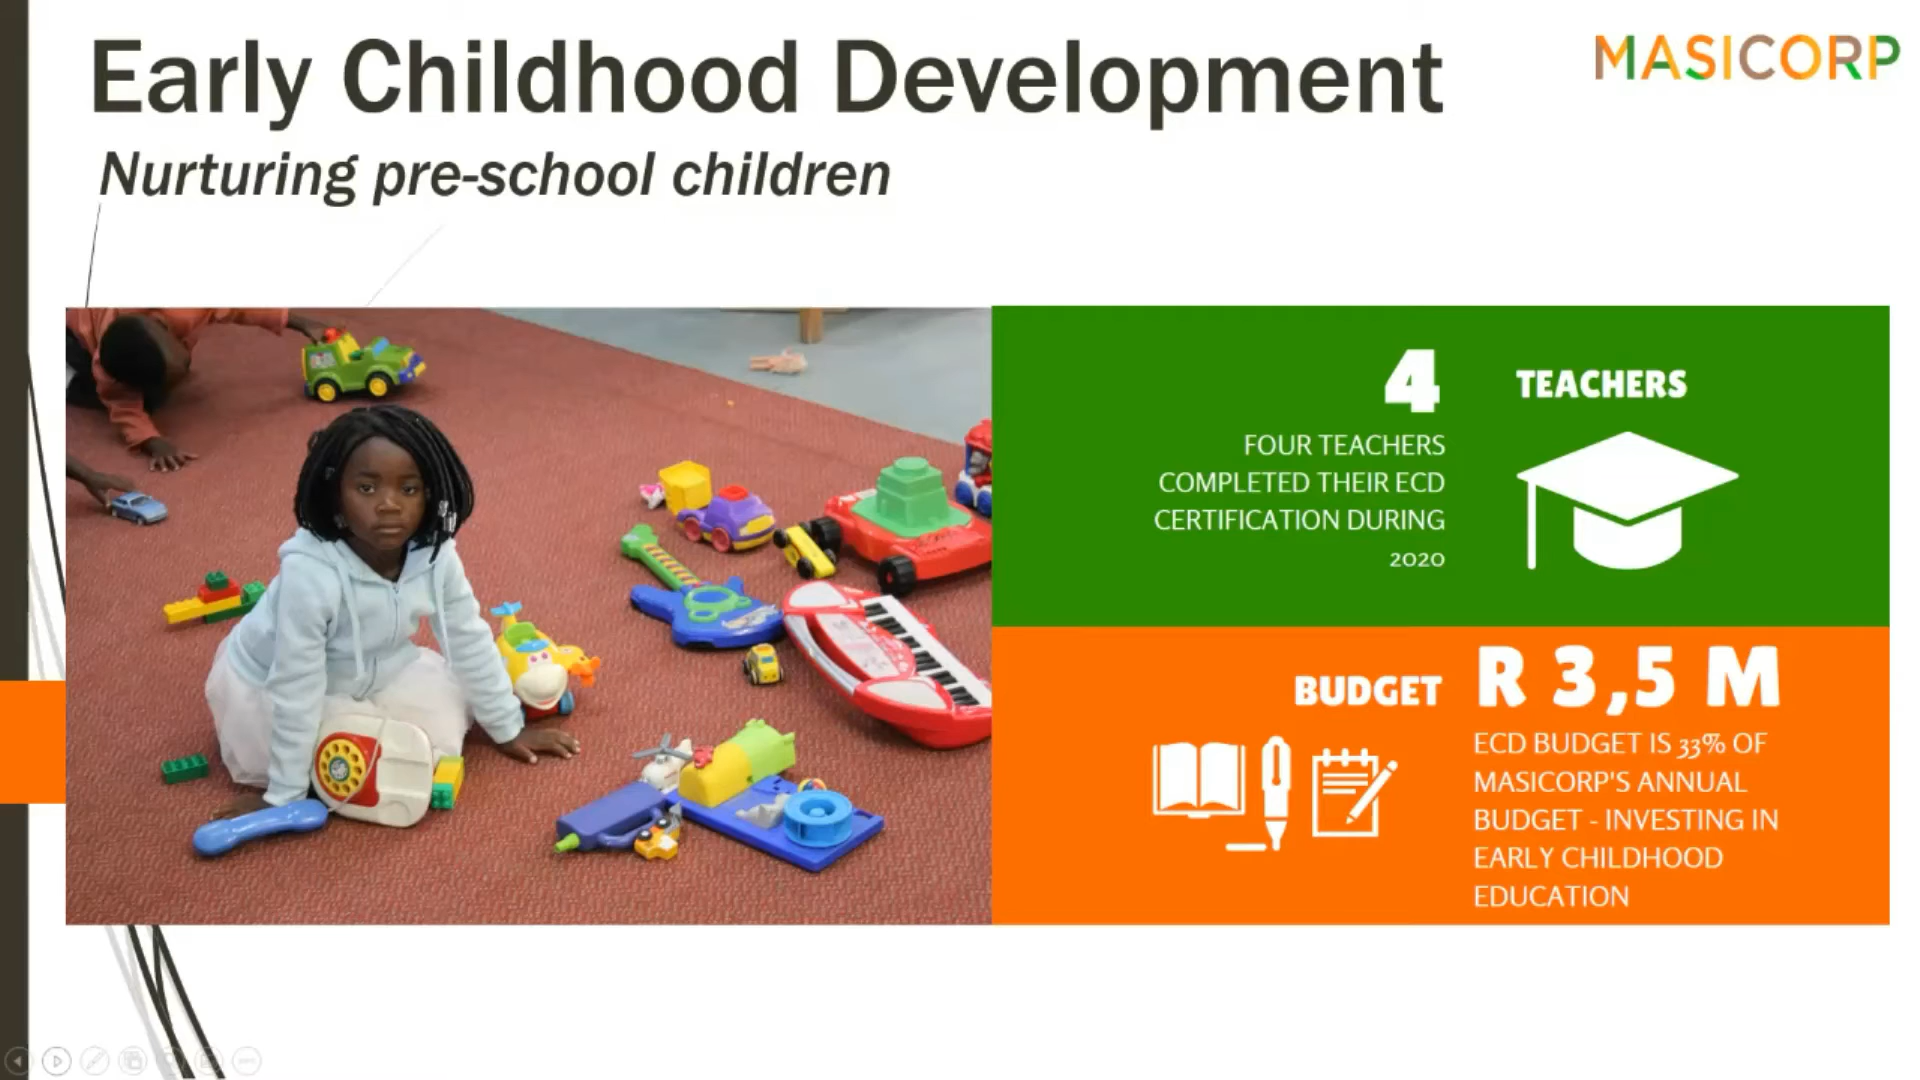 Early Childhood Development
MASICORP
Nurturing pre-school children
4
TEACHERS
FOUR TEACHERS
COMPLETED THEIR ECD
CERTIFICATION DURING
2020
BUDGET
R 3,5 M
ECD BUDGET IS 33% OF
MASICORP'S ANNUAL
BUDGET - INVESTING IN
EARLY CHILDHOOD
EDUCATION